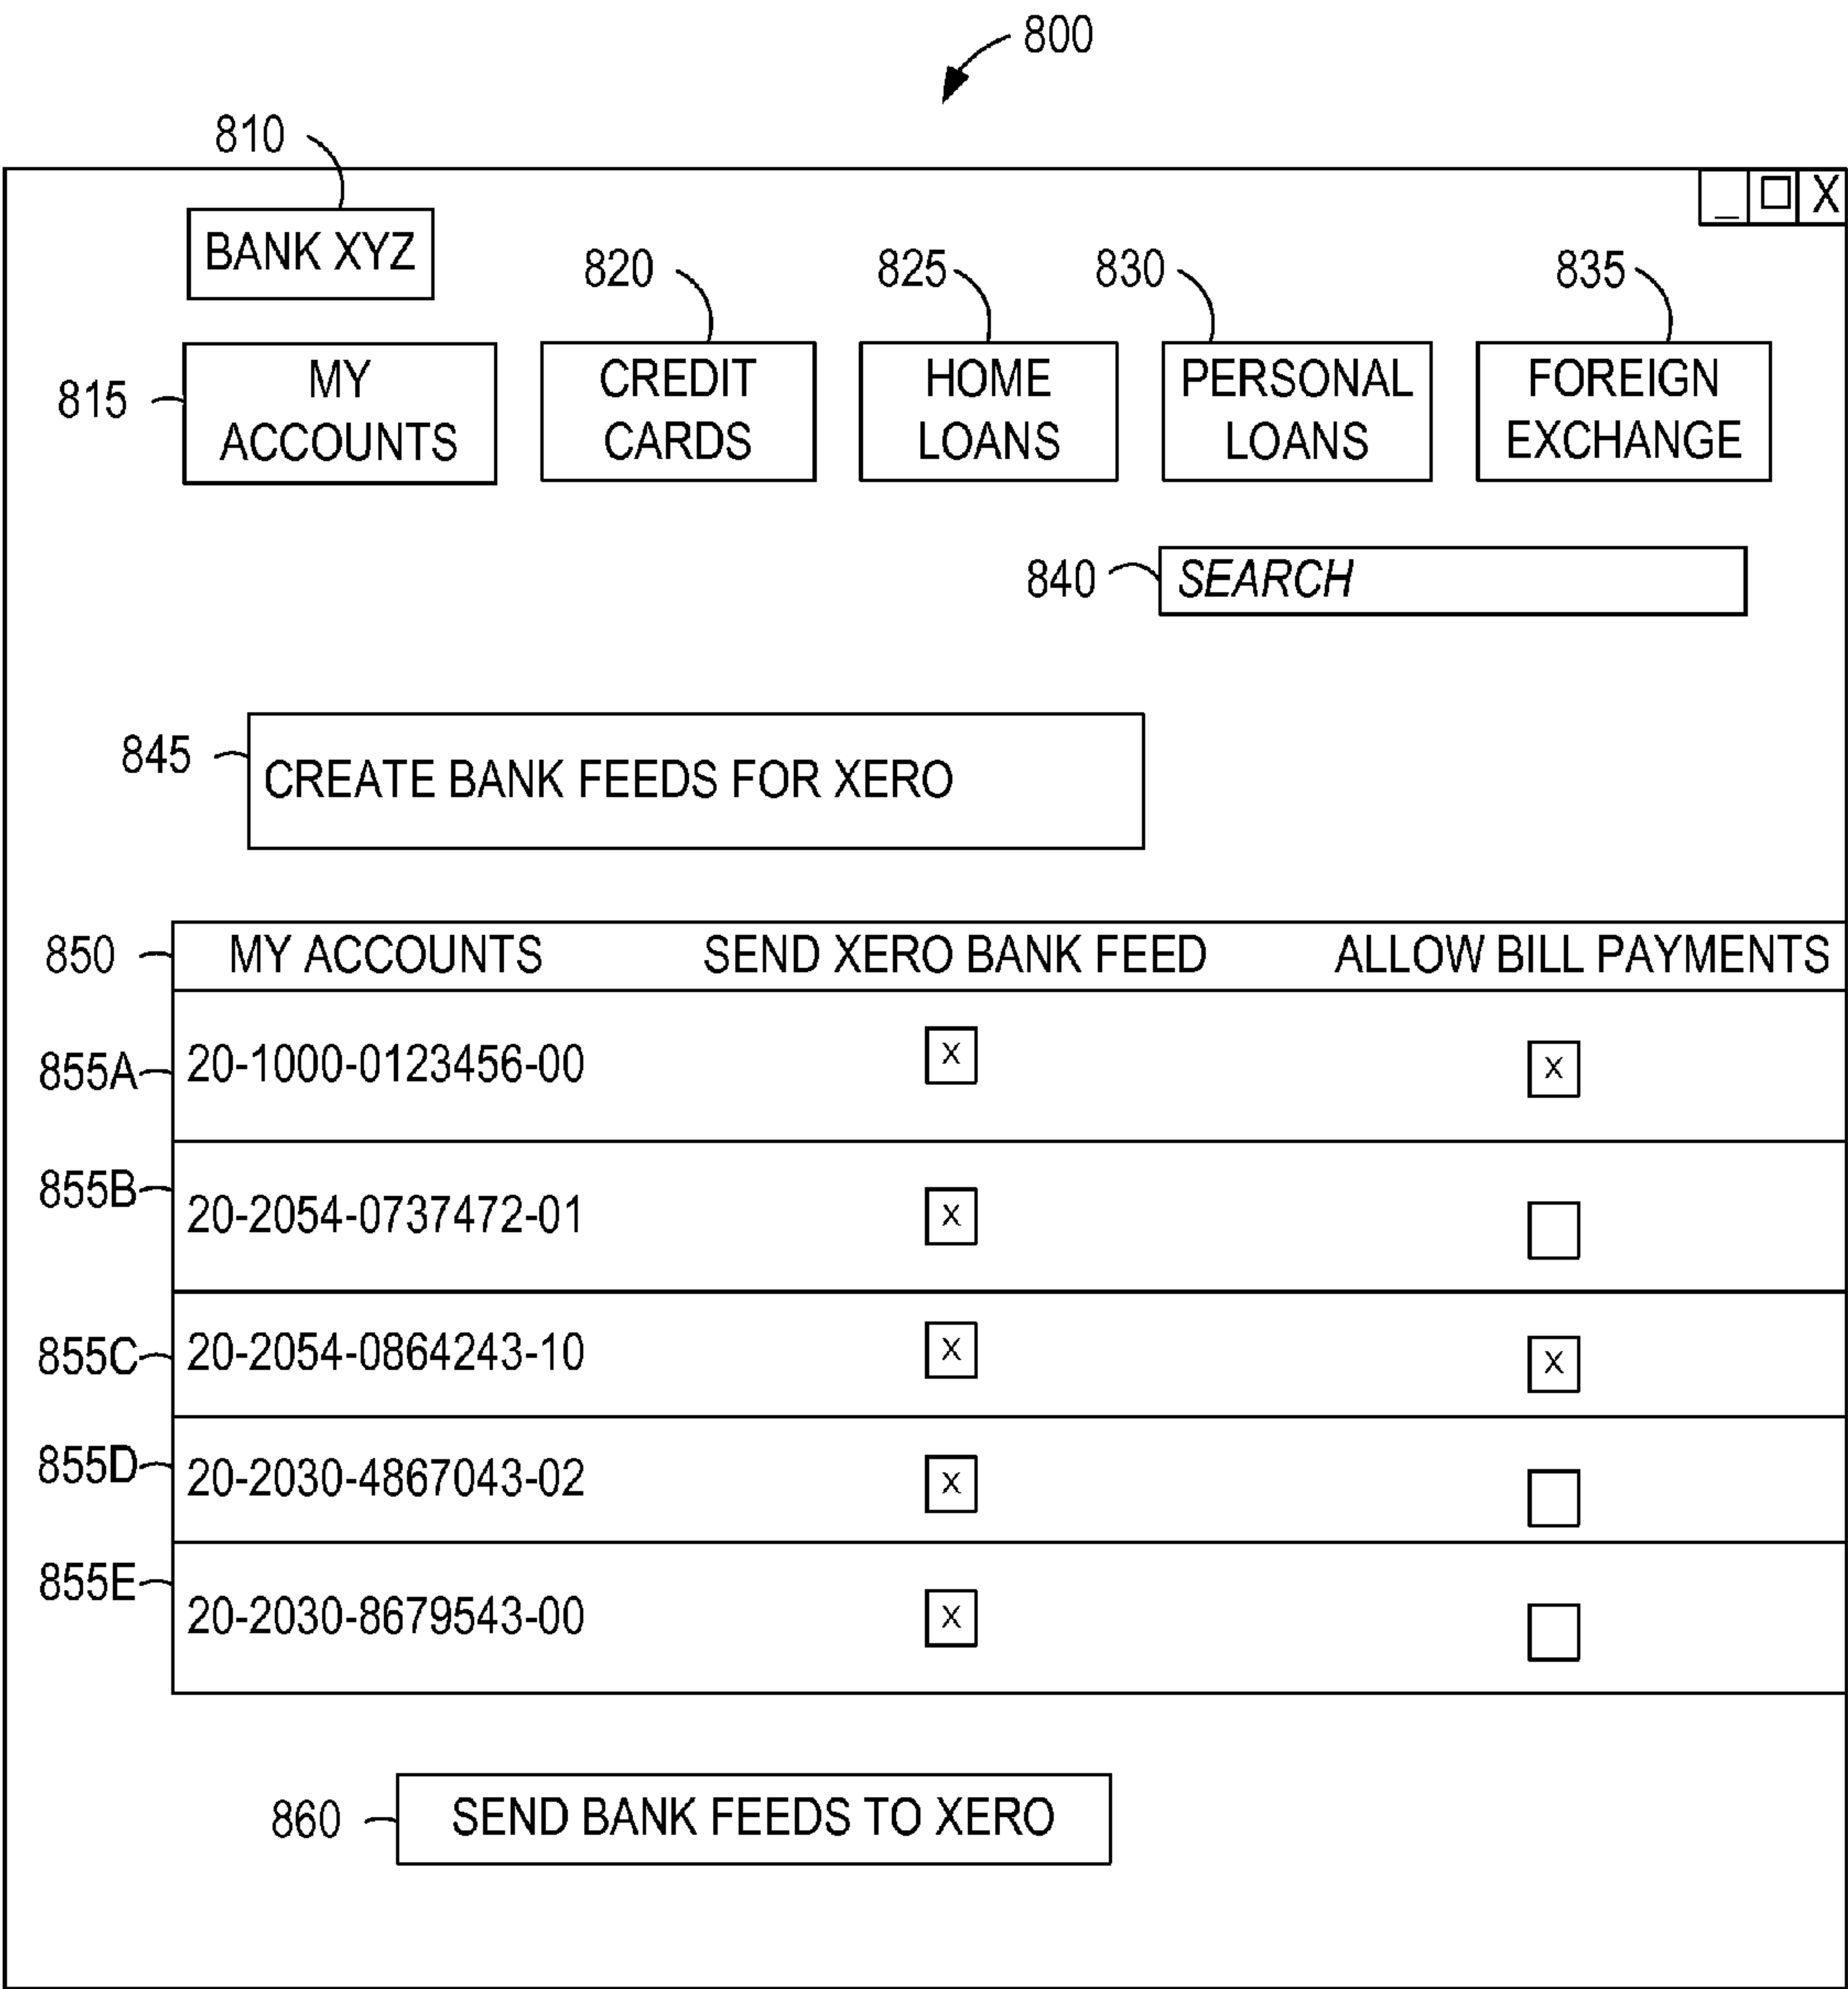 800
810
BANK XYZ
_ □ X
820
825
830
835
815
MY
ACCOUNTS
CREDIT
CARDS
HOME
LOANS
PERSONAL
LOANS
FOREIGN
EXCHANGE
840
SEARCH
845
CREATE BANK FEEDS FOR XERO
850
MY ACCOUNTS SEND XERO BANK FEED ALLOW BILL PAYMENTS
855A 20-1000-0123456-00 X X
855B 20-2054-0737472-01 X
855C 20-2054-0864243-10 X X
855D 20-2030-4867043-02 X
855E 20-2030-8679543-00 X
860
SEND BANK FEEDS TO XERO